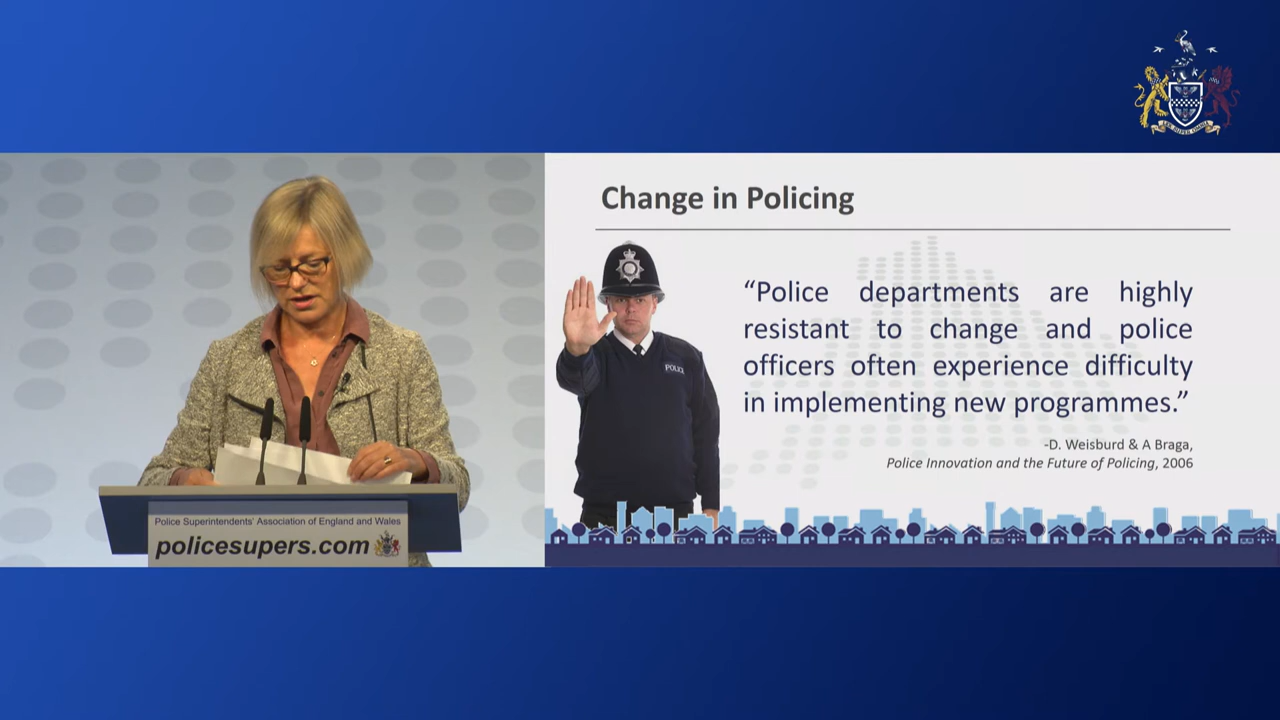 Change in Policing
“Police departments are highly
resistant to change and police
officers often experience difficulty
in implementing new programmes.”
-D. Weisburd & A Braga,
Police Innovation and the Future of Policing, 2006
POLICE
Police Superintendents' Association of England and Wales
policesupers.com